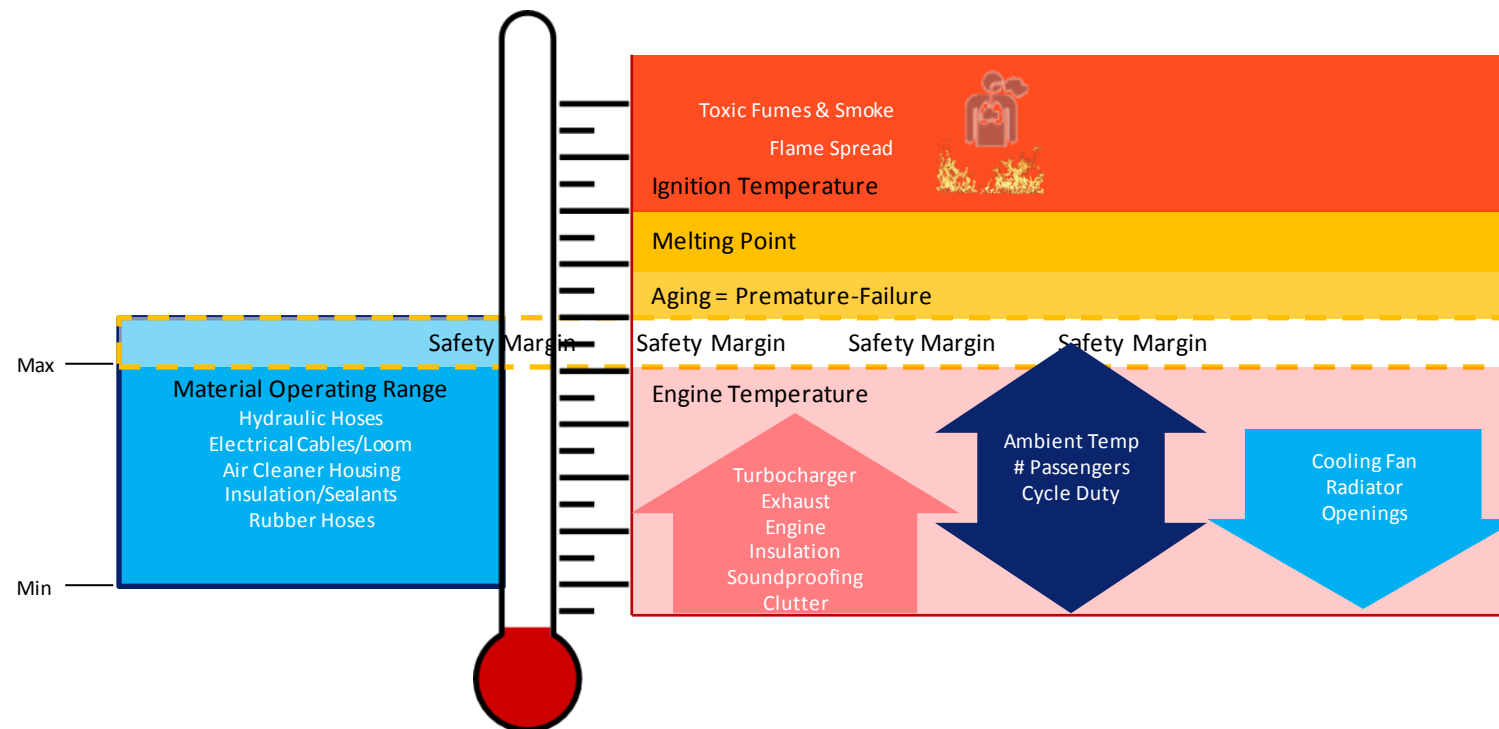 Toxic Fumes & Smoke
Flame Spread
Ignition Temperature
Melting Point
Aging = Premature-Failure
Safety Margin Safety Margin Safety Margin Safety Margin
Max
Min
Material Operating Range
Hydraulic Hoses
Electrical Cables/Loom
Air Cleaner Housing
Insulation/Sealants
Rubber Hoses
Engine Temperature
Turbocharger
Exhaust
Engine
Insulation
Soundproofing
Clutter
Ambient Temp
# Passengers
Cycle Duty
Cooling Fan
Radiator
Openings